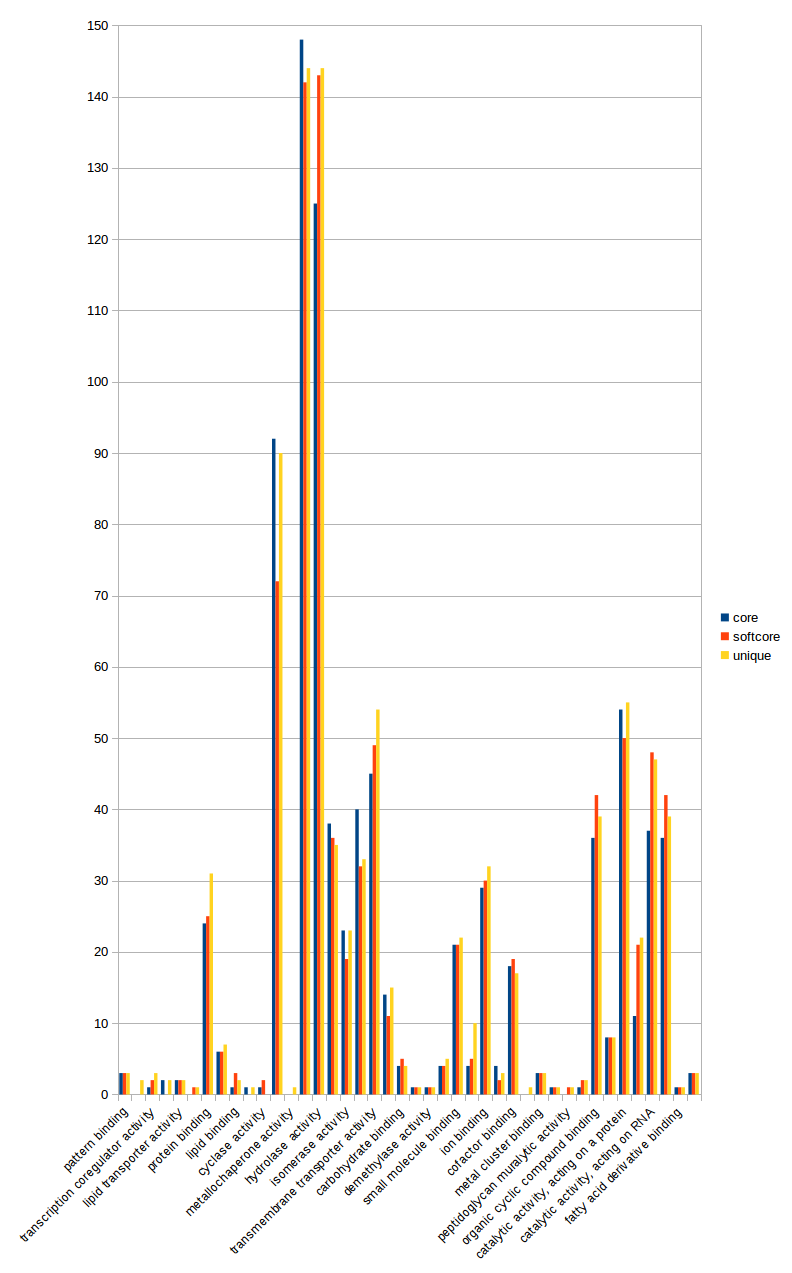 150
140
130
120
110
100
90
80
70
60
50
40
30
20
10
0
core
softcore
unique
pattern binding
transcription coregulator activity
lipid transporter activity
protein binding
lipid binding
cyclase activity
metallochaperone activity
hydrolase activity
isomerase activity
transmembrane transporter activity
carbohydrate binding
demethylase activity
small molecule binding
ion binding
cofactor binding
metal cluster binding
peptidoglycan muralytic activity
organic cyclic compound binding
catalytic activity, acting on a protein
catalytic activity, acting on RNA
fatty acid derivative binding